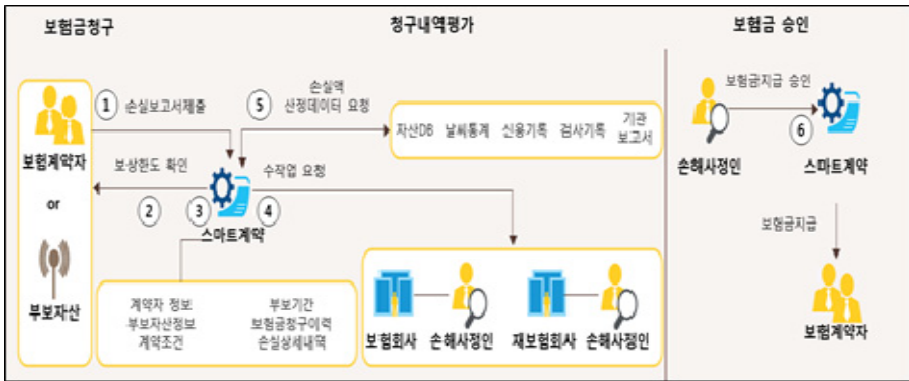 보험금청구
청구내역평가
보험금 승인
① 손실보고서제출
⑤ 손실액
산정데이터 요청
자산DB 날씨통계 신용기록 검사기록 기관
보고서
보험금지급 승인
⑥
보험계약자
손해사정인
스마트계약
보상한도 확인
수작업 요청
or
② ③ ④
스마트계약
보험금지급
부보자산
계약자 정보
부보자산정보
계약조건
부보기간
보험금청구이력
손실상세내역
보험회사 손해사정인 재보험회사 손해사정인
보험계약자